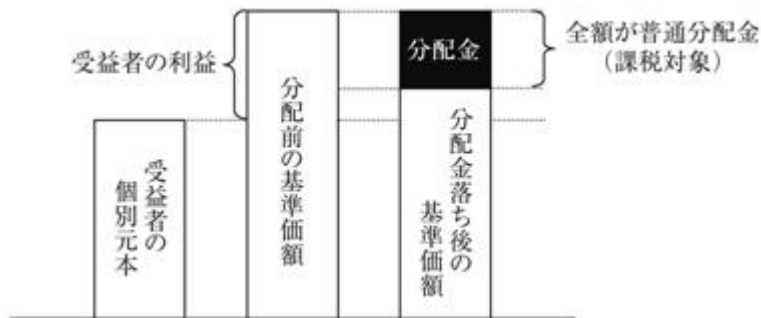 受益者の利益
分配金
全額が普通分配金
（課税対象）
受益者の
個別元本
分配前の基準価額
分配金落ち後の
基準価額